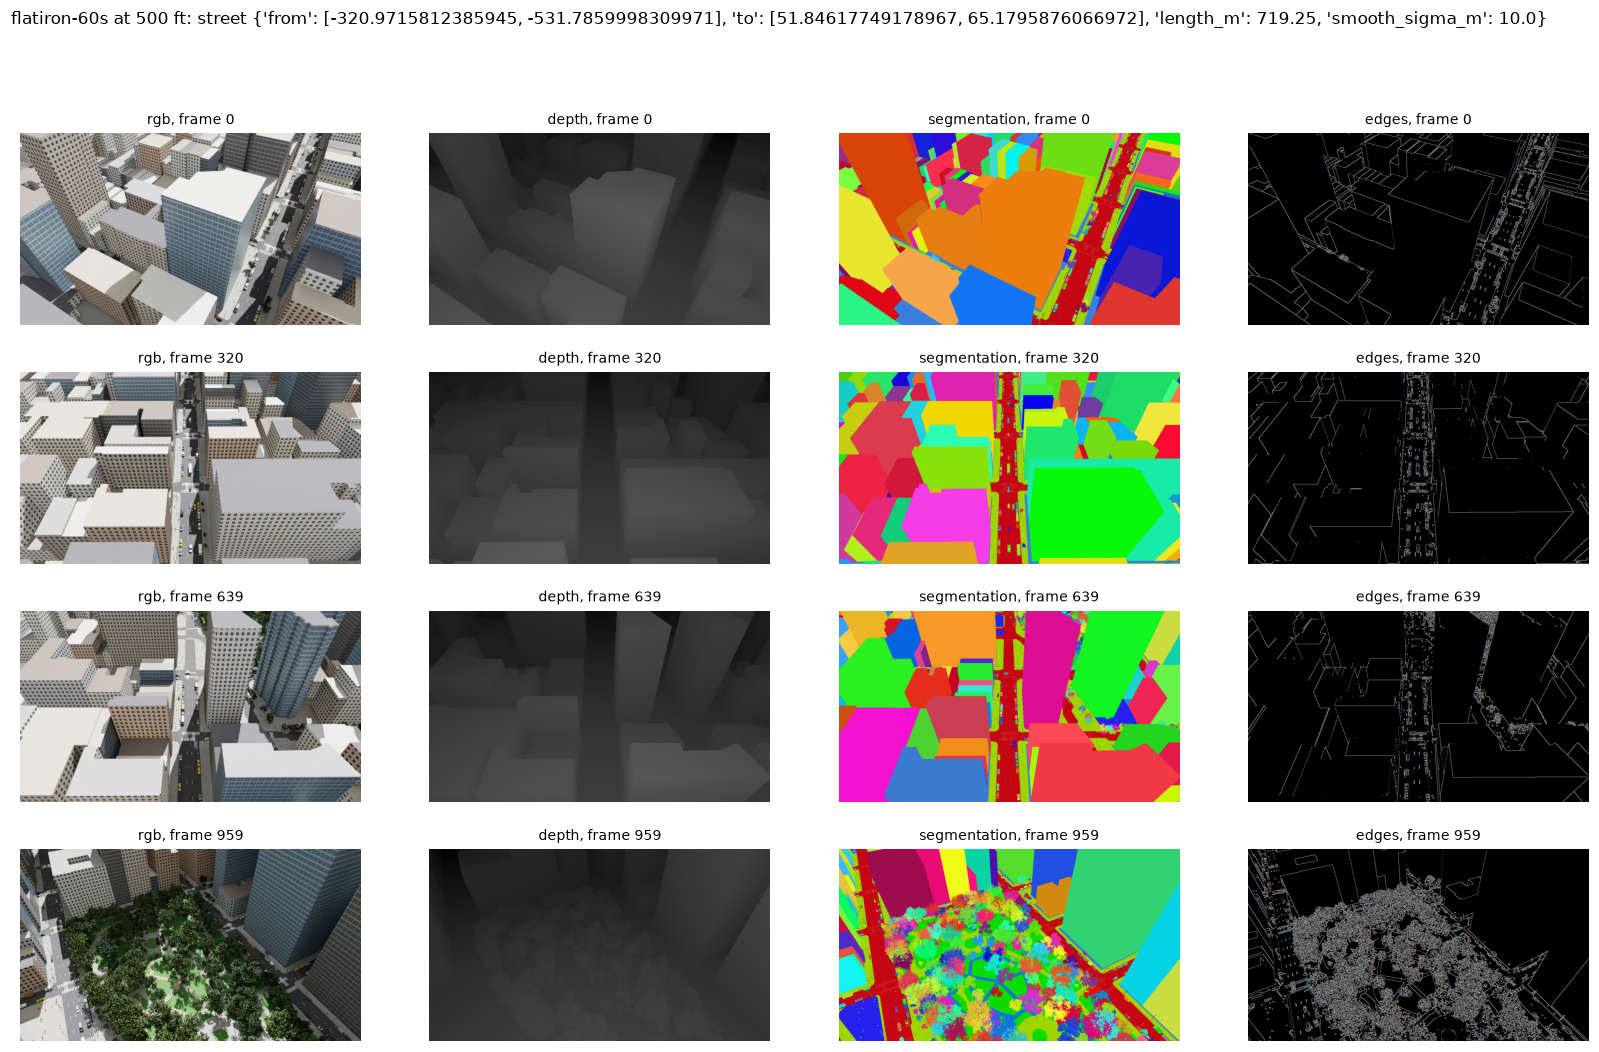 flatiron-60s at 500 ft: street {'from': [-320.9715812385945, -531.7859998309971], 'to': [51.84617749178967, 65.1795876066972], 'length_m': 719.25, 'smooth_sigma_m': 10.0}
rgb, frame 0
depth, frame 0
segmentation, frame 0
edges, frame 0
rgb, frame 320
depth, frame 320
segmentation, frame 320
edges, frame 320
rgb, frame 639
depth, frame 639
segmentation, frame 639
edges, frame 639
rgb, frame 959
depth, frame 959
segmentation, frame 959
edges, frame 959